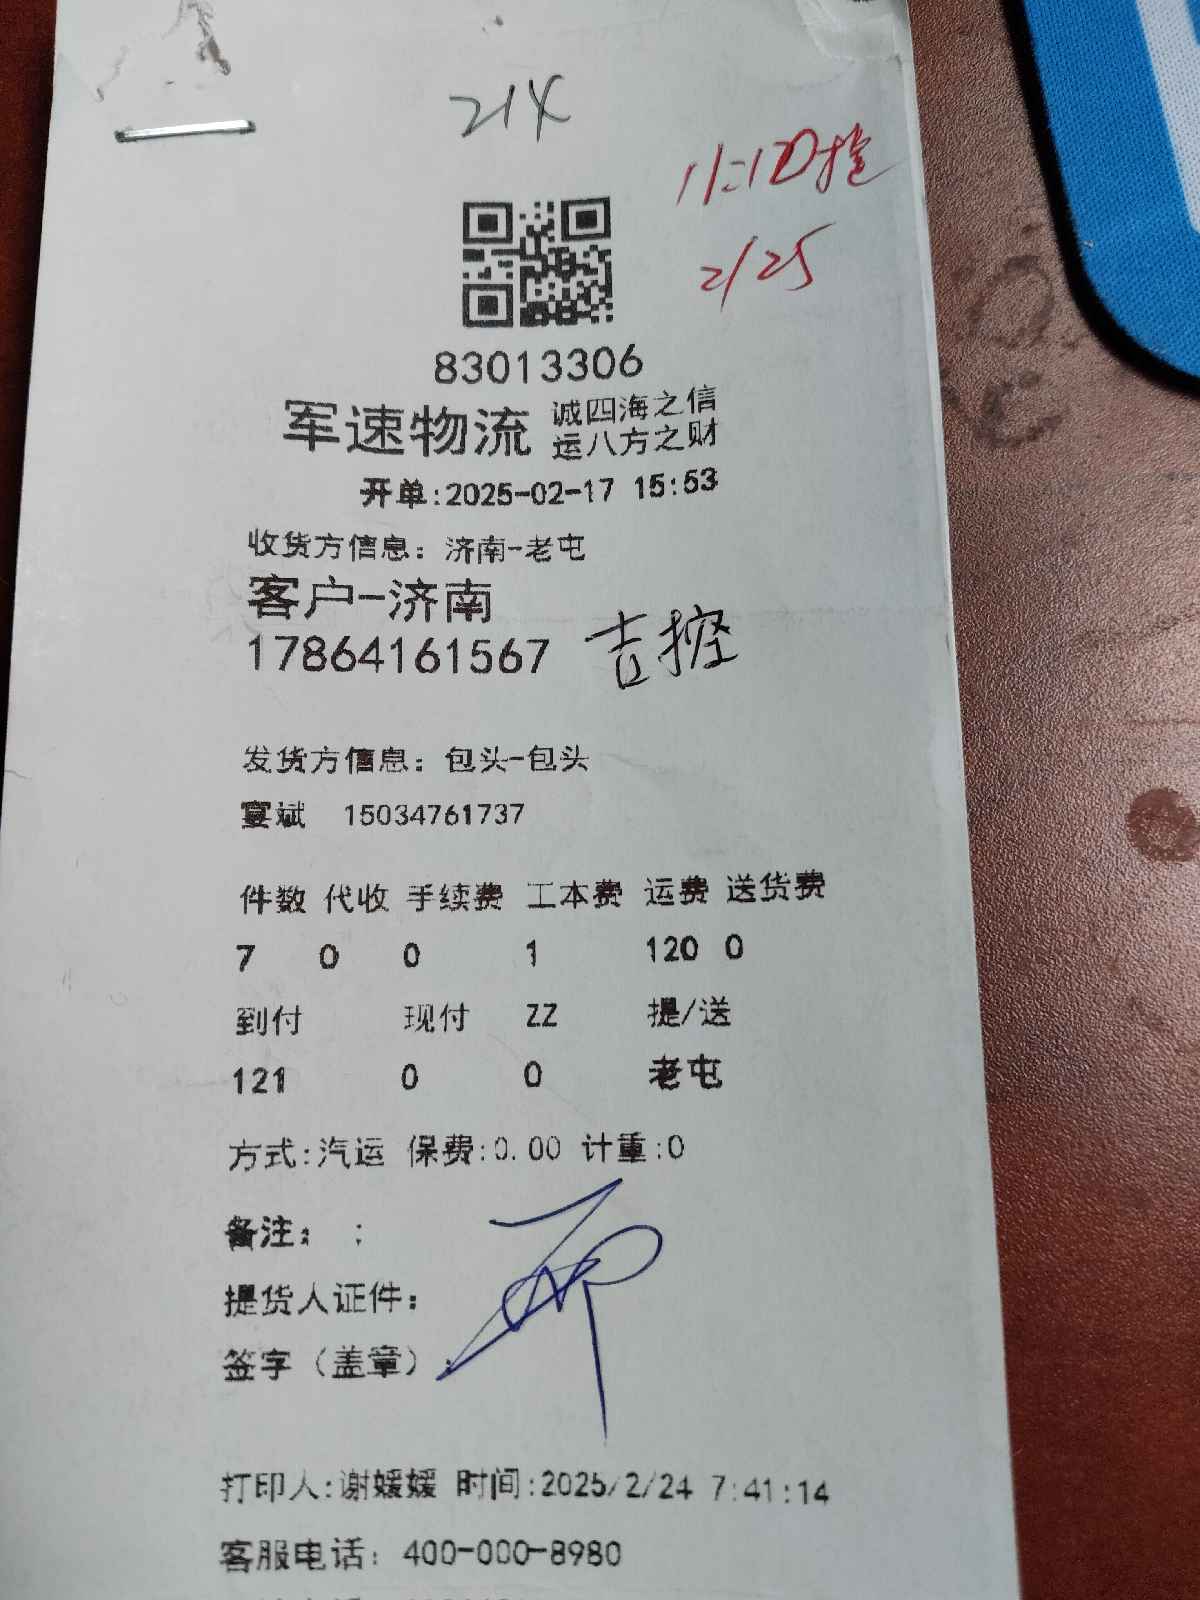 214
11:10控
2/25
83013306
军速物流 诚四海之信
运八方之财
开单:2025-02-17 15:53
收货方信息: 济南-老屯
客户-济南
17864161567 吉控
发货方信息: 包头-包头
宴斌 15034761737
件数 代收 手续费 工本费 运费 送货费
7 0 0 1 120 0
到付 现付 ZZ 提/送
121 0 0 老屯
方式:汽运 保费:0.00 计重:0
备注: :
提货人证件:
签字（盖章）:
打印人:谢媛媛 时间:2025/2/24 7:41:14
客服电话: 400-000-8980